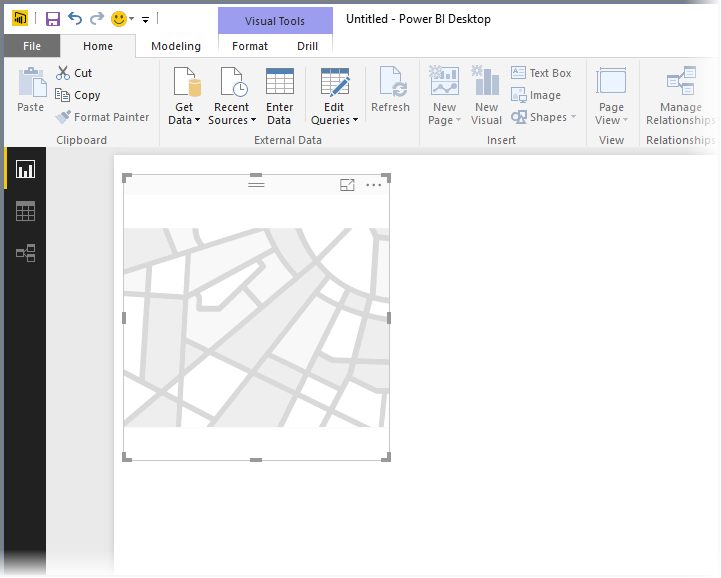 Visual Tools
Untitled - Power BI Desktop
File Home Modeling Format Drill
Paste
Cut
Copy
Format Painter
Clipboard
Get Data
Recent Sources
Enter Data
Edit Queries
Refresh
External Data
New Page
New Visual
Text Box
Image
Shapes
Insert
Page View
View
Manage Relationships
Relationships